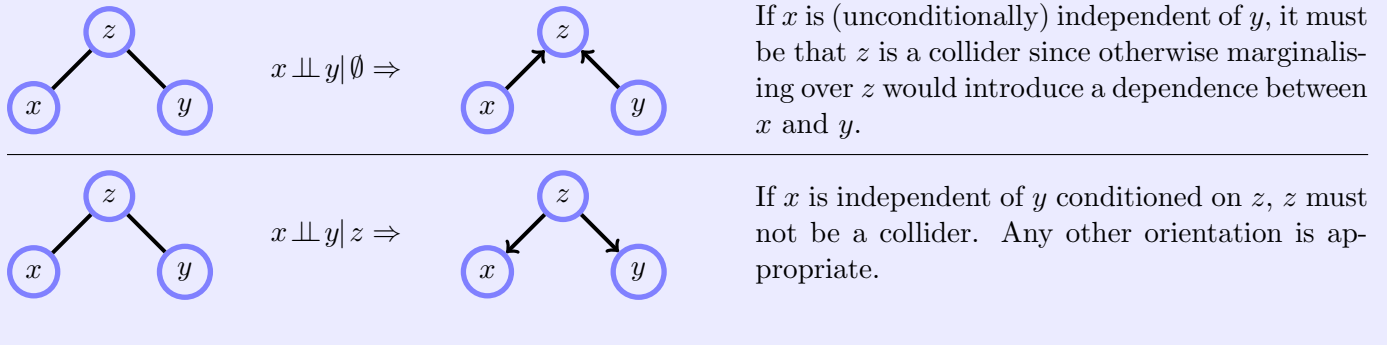 z
x
y
x ⫫ y| ∅ ⇒
z
x
y
If x is (unconditionally) independent of y, it must
be that z is a collider since otherwise marginalis-
ing over z would introduce a dependence between
x and y.
z
x
y
x ⫫ y| z ⇒
z
x
y
If x is independent of y conditioned on z, z must
not be a collider. Any other orientation is ap-
propriate.